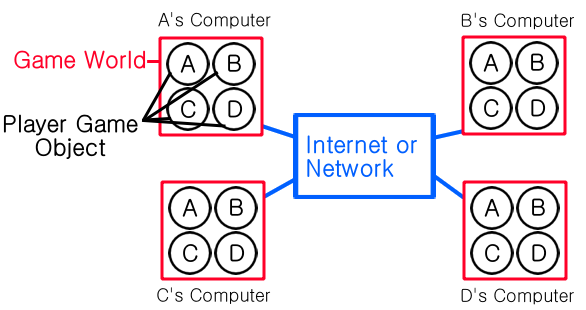 A's Computer
B's Computer
Game World
A B
C D
Player Game
Object
A B
C D
Internet or
Network
A B
C D
A B
C D
C's Computer
D's Computer